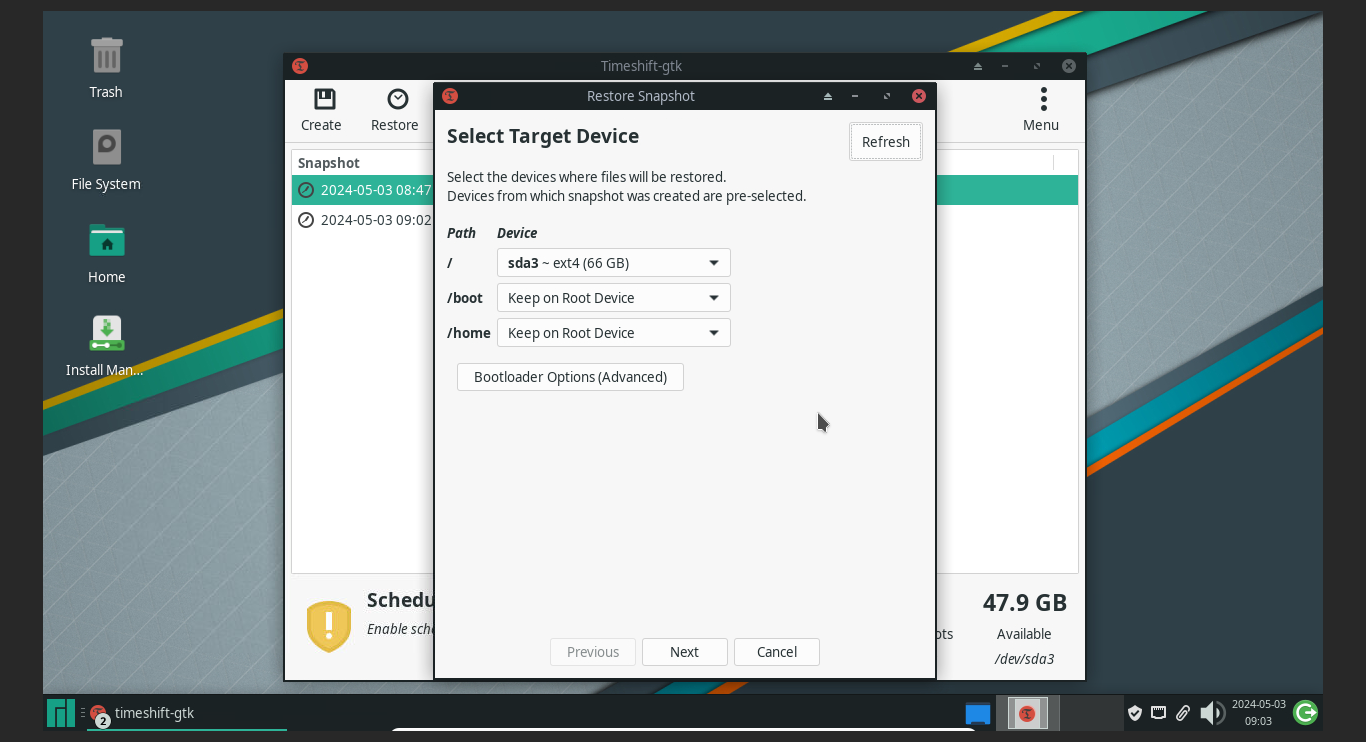 Trash
File System
Home
Install Man...
Timeshift-gtk
Create
Restore
Menu
Snapshot
2024-05-03 08:47
2024-05-03 09:02
Restore Snapshot
Select Target Device
Refresh
Select the devices where files will be restored.
Devices from which snapshot was created are pre-selected.
Path Device
/ sda3 ~ ext4 (66 GB)
/boot Keep on Root Device
/home Keep on Root Device
Bootloader Options (Advanced)
Previous Next Cancel
Schedu
Enable sch
47.9 GB
ots
Available
/dev/sda3
2
timeshift-gtk
2024-05-03
09:03